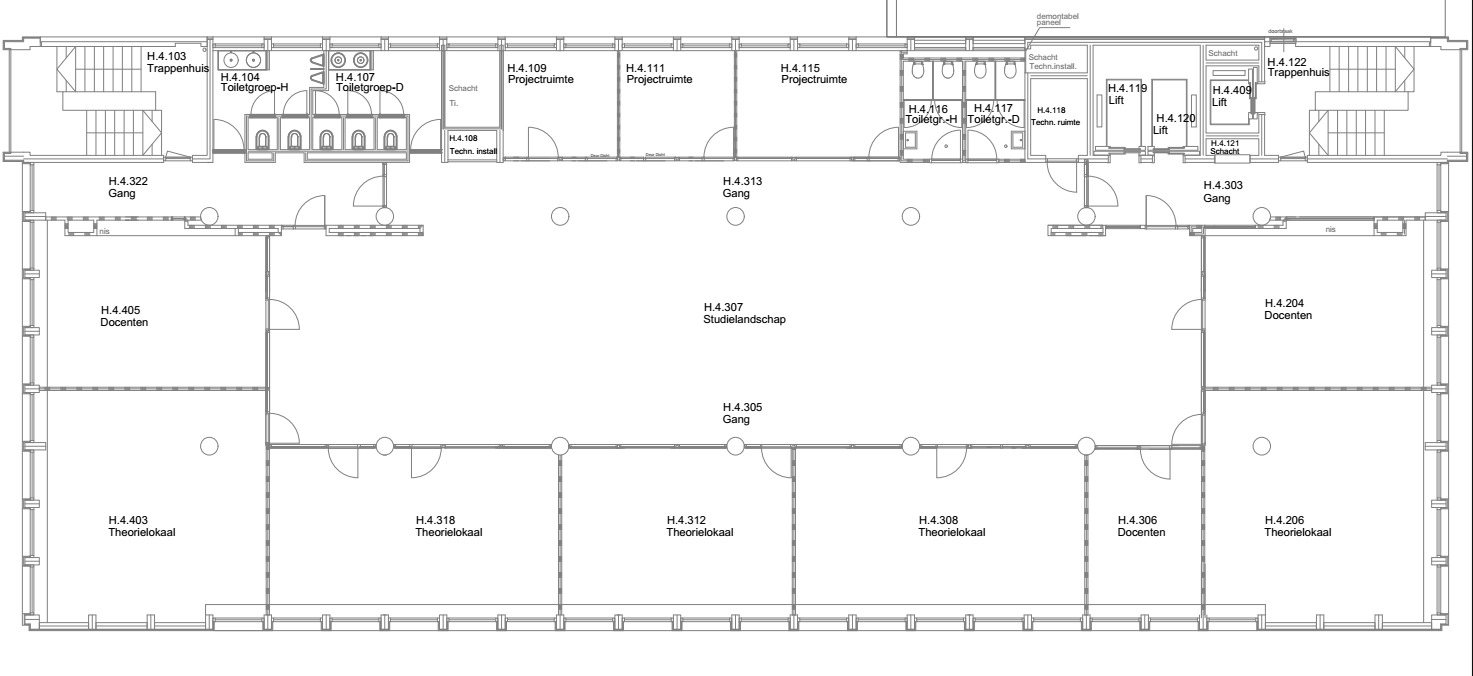 demontabel
paneel
doorbraak
H.4.103
Trappenhuis
H.4.104
Toiletgroep-H
H.4.107
Toiletgroep-D
Schacht
Ti.
H.4.108
Techn. install
H.4.109
Projectruimte
H.4.111
Projectruimte
H.4.115
Projectruimte
H.4.116
Toiletgr.-H
H.4.117
Toiletgr.-D
Schacht
Techn.install.
H.4.118
Techn. ruimte
H.4.119
Lift
H.4.120
Lift
Schacht
H.4.409
Lift
H.4.121
Schacht
H.4.122
Trappenhuis
Deur Dicht
Deur Dicht
H.4.322
Gang
H.4.313
Gang
H.4.303
Gang
nis
nis
H.4.405
Docenten
H.4.307
Studielandschap
H.4.204
Docenten
H.4.305
Gang
H.4.403
Theorielokaal
H.4.318
Theorielokaal
H.4.312
Theorielokaal
H.4.308
Theorielokaal
H.4.306
Docenten
H.4.206
Theorielokaal